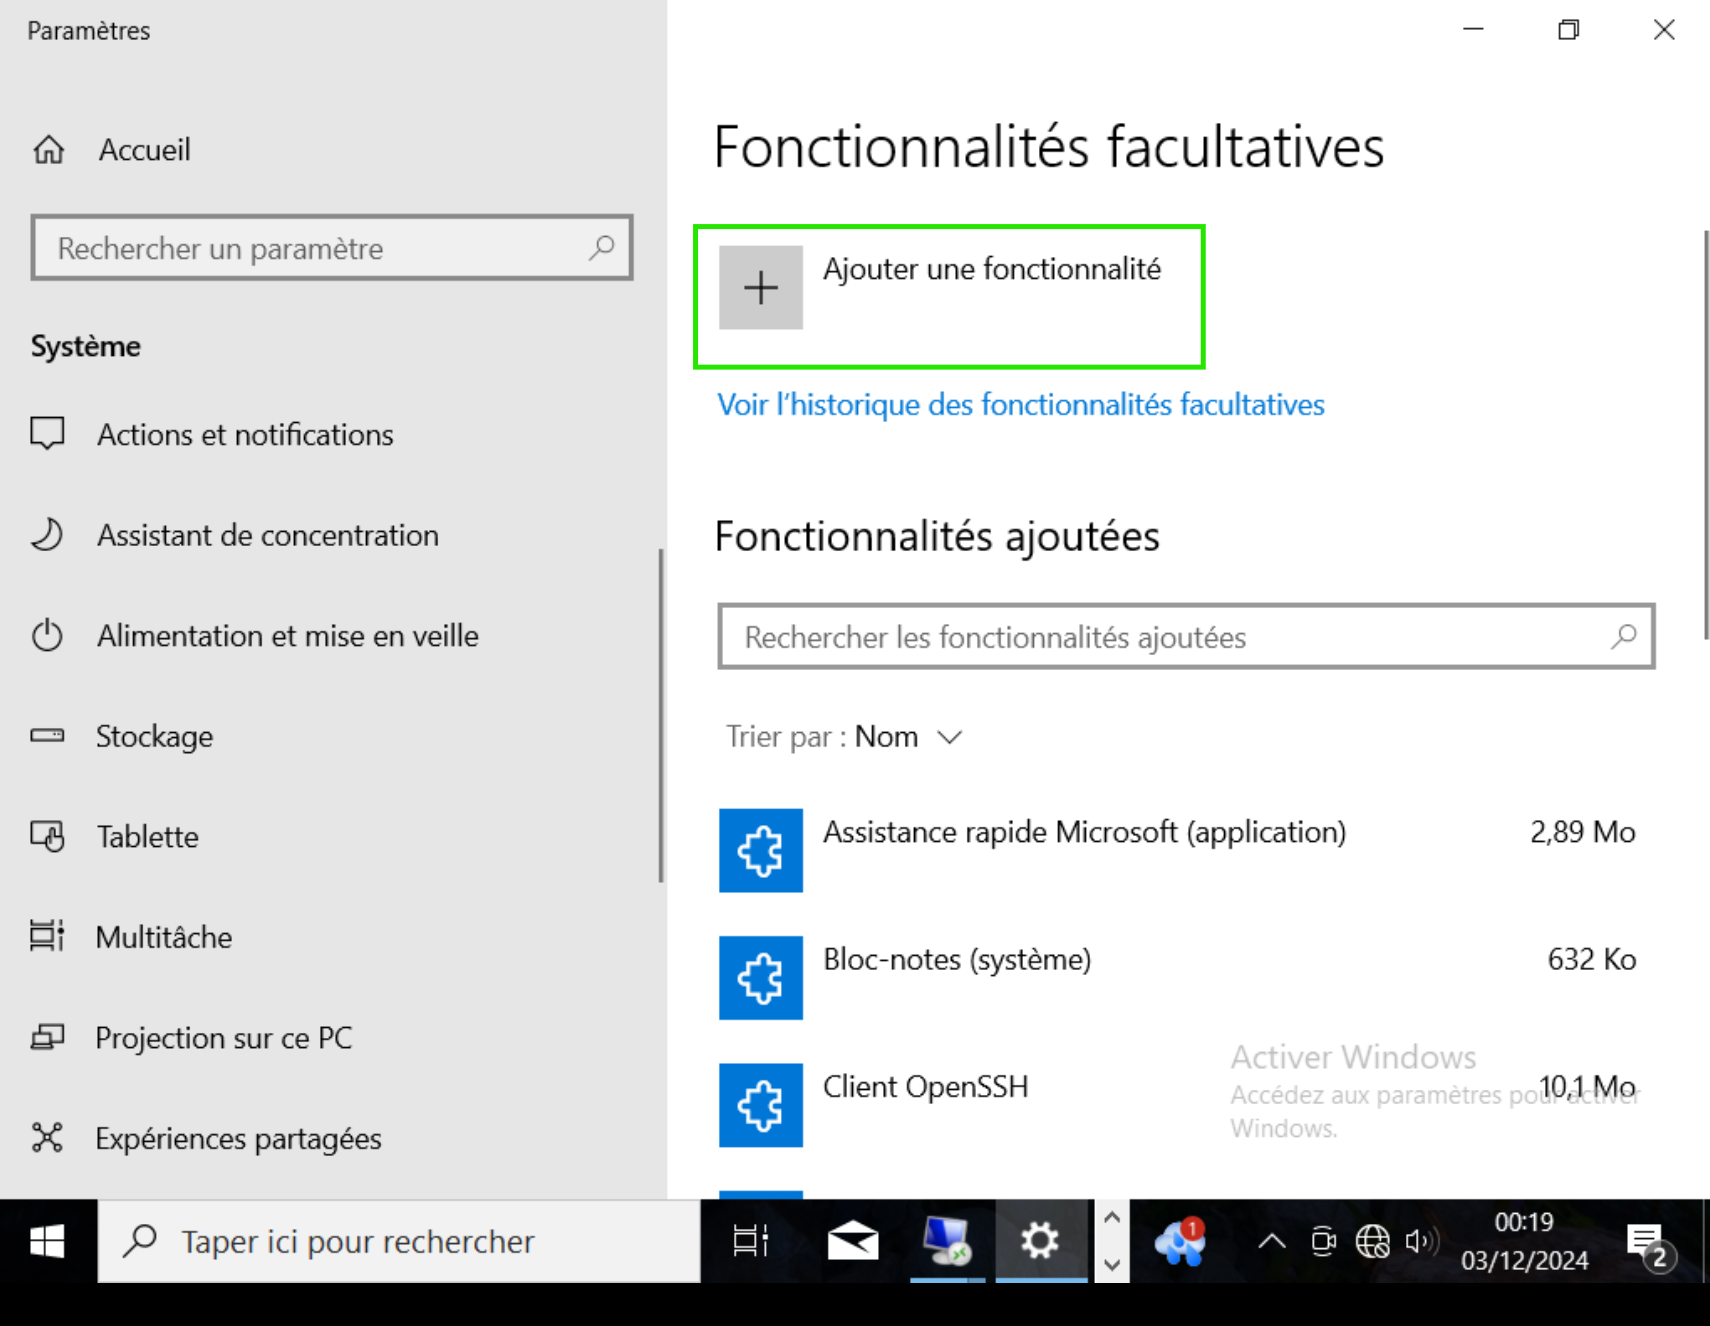 Paramètres
Accueil
Rechercher un paramètre
Système
Actions et notifications
Assistant de concentration
Alimentation et mise en veille
Stockage
Tablette
Multitâche
Projection sur ce PC
Expériences partagées
Fonctionnalités facultatives
Ajouter une fonctionnalité
Voir l’historique des fonctionnalités facultatives
Fonctionnalités ajoutées
Rechercher les fonctionnalités ajoutées
Trier par : Nom
Assistance rapide Microsoft (application) 2,89 Mo
Bloc-notes (système) 632 Ko
Client OpenSSH 10,1 Mo
Activer Windows
Accédez aux paramètres pour activer
Windows.
Taper ici pour rechercher
1
00:19
03/12/2024
2